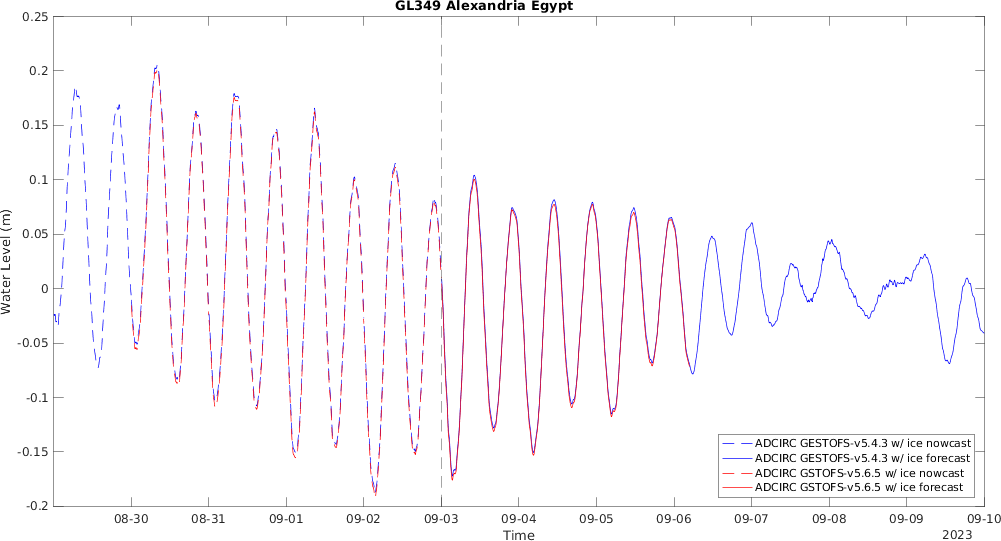 GL349 Alexandria Egypt
0.25
0.2
0.15
0.1
0.05
0
-0.05
-0.1
-0.15
-0.2
Water Level (m)
08-30 08-31 09-01 09-02 09-03 09-04 09-05 09-06 09-07 09-08 09-09 09-10
Time
2023
ADCIRC GESTOFS-v5.4.3 w/ ice nowcast
ADCIRC GESTOFS-v5.4.3 w/ ice forecast
ADCIRC GSTOFS-v5.6.5 w/ ice nowcast
ADCIRC GSTOFS-v5.6.5 w/ ice forecast